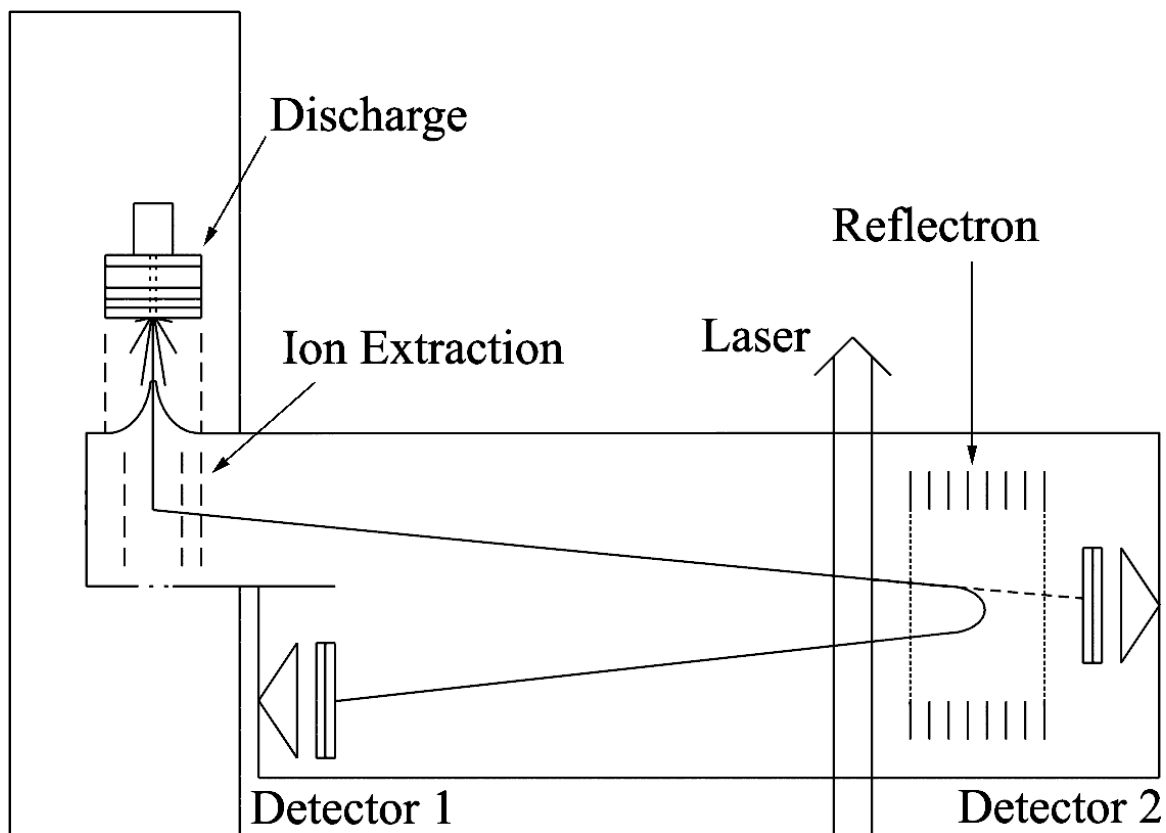 Discharge
Reflectron
Laser
Ion Extraction
Detector 1
Detector 2